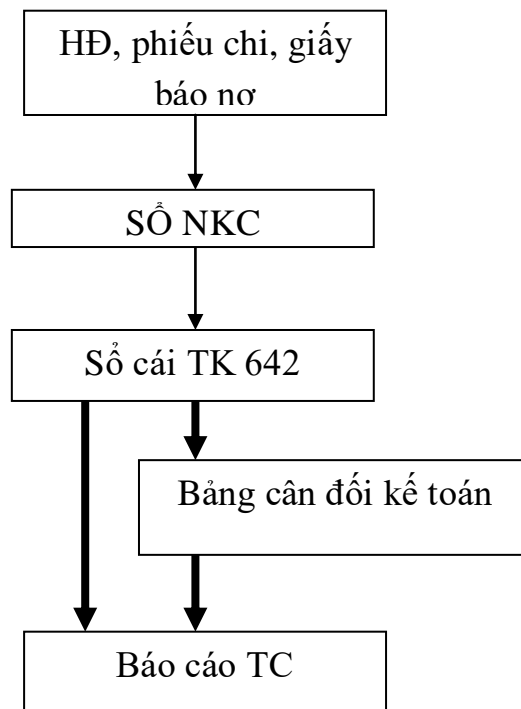 HĐ, phiếu chi, giấy
báo nợ
SỔ NKC
Sổ cái TK 642
Bảng cân đối kế toán
Báo cáo TC